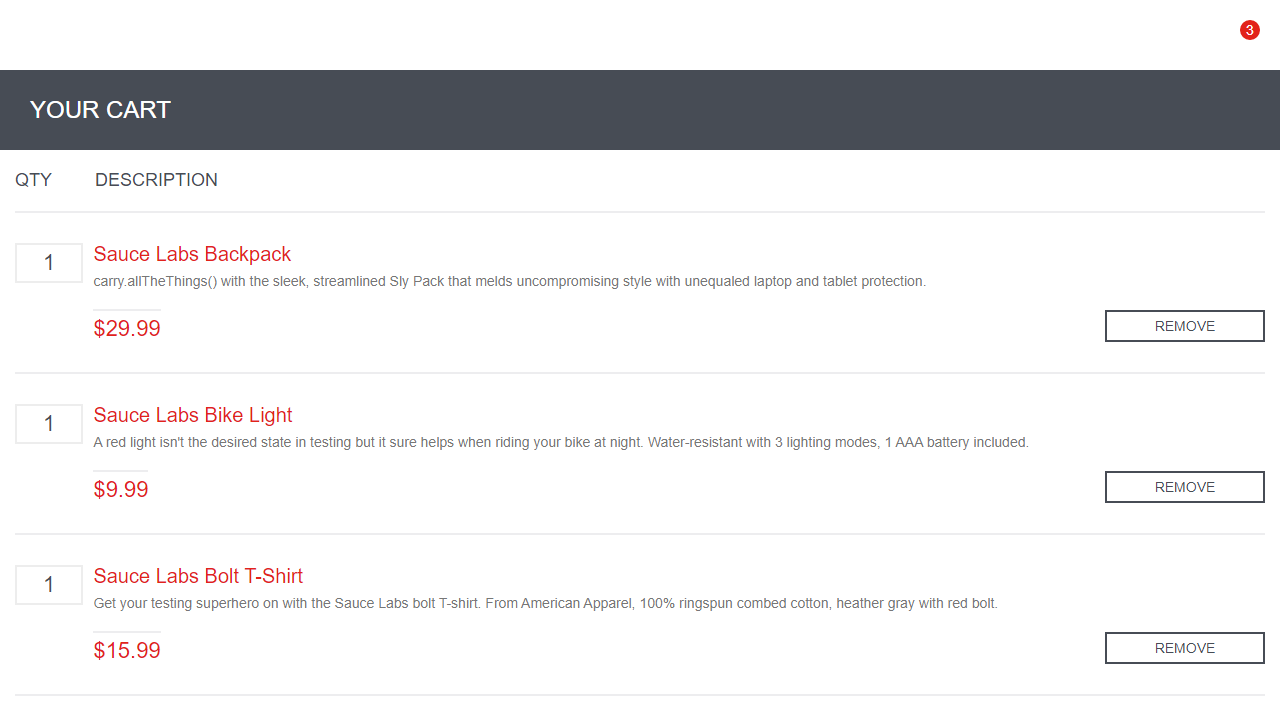 3
YOUR CART
QTY DESCRIPTION
1 Sauce Labs Backpack
carry.allTheThings() with the sleek, streamlined Sly Pack that melds uncompromising style with unequaled laptop and tablet protection.
$29.99 REMOVE
1 Sauce Labs Bike Light
A red light isn't the desired state in testing but it sure helps when riding your bike at night. Water-resistant with 3 lighting modes, 1 AAA battery included.
$9.99 REMOVE
1 Sauce Labs Bolt T-Shirt
Get your testing superhero on with the Sauce Labs bolt T-shirt. From American Apparel, 100% ringspun combed cotton, heather gray with red bolt.
$15.99 REMOVE